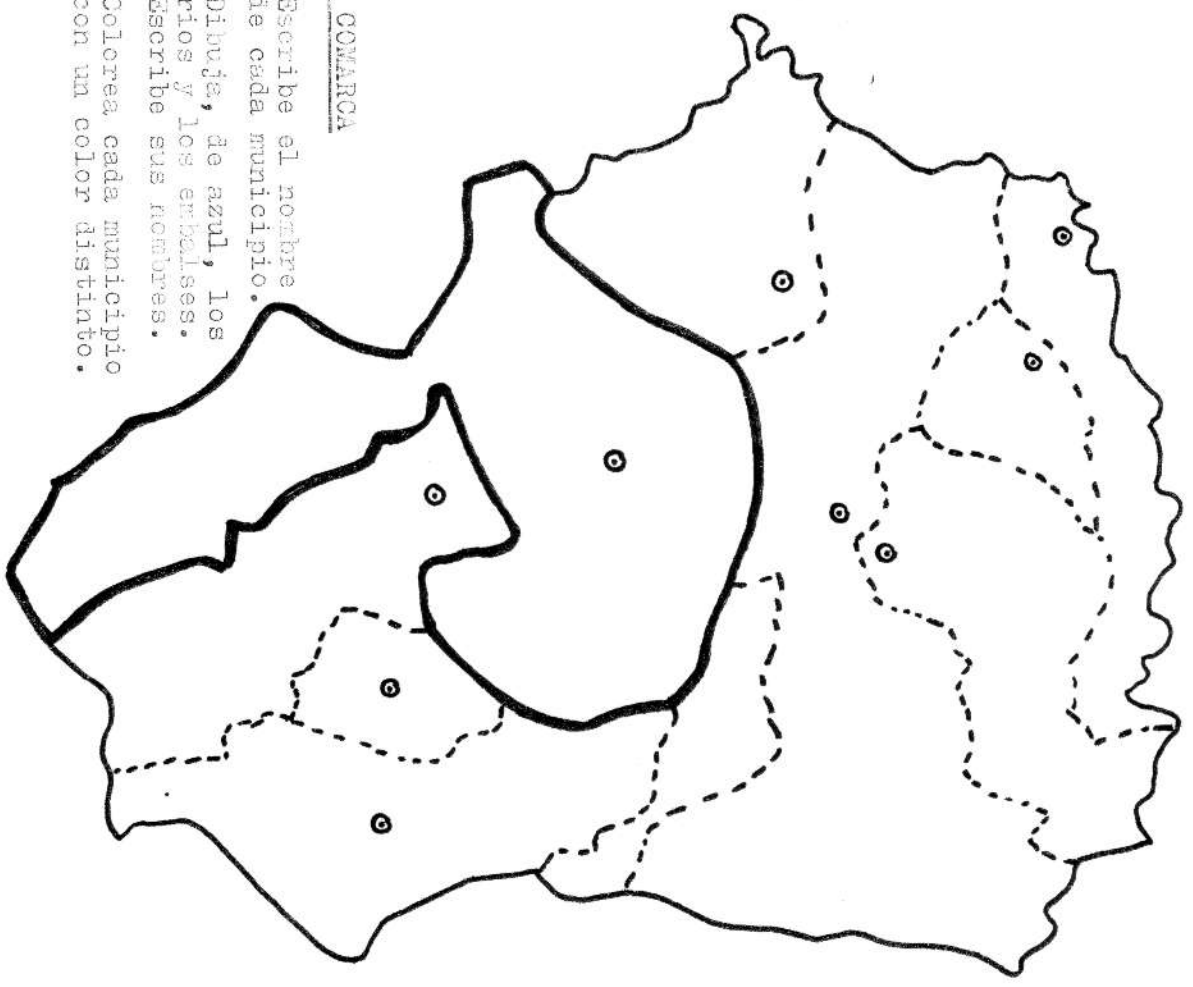 COMARCA
Escribe el nombre
de cada municipio.
Dibuja, de azul, los
rios y los embalses.
Escribe sus nombres.
Colorea cada municipio
con un color distinto.